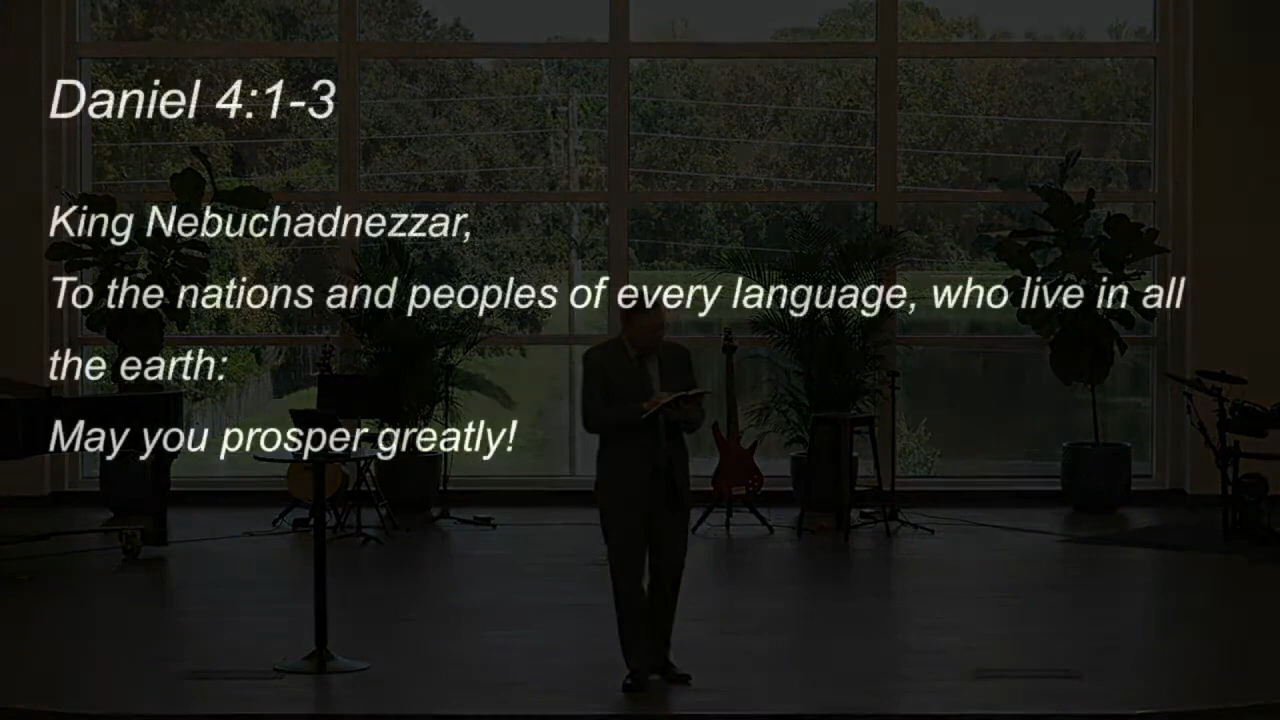 Daniel 4:1-3
King Nebuchadnezzar,
To the nations and peoples of every language, who live in all
the earth:
May you prosper greatly!